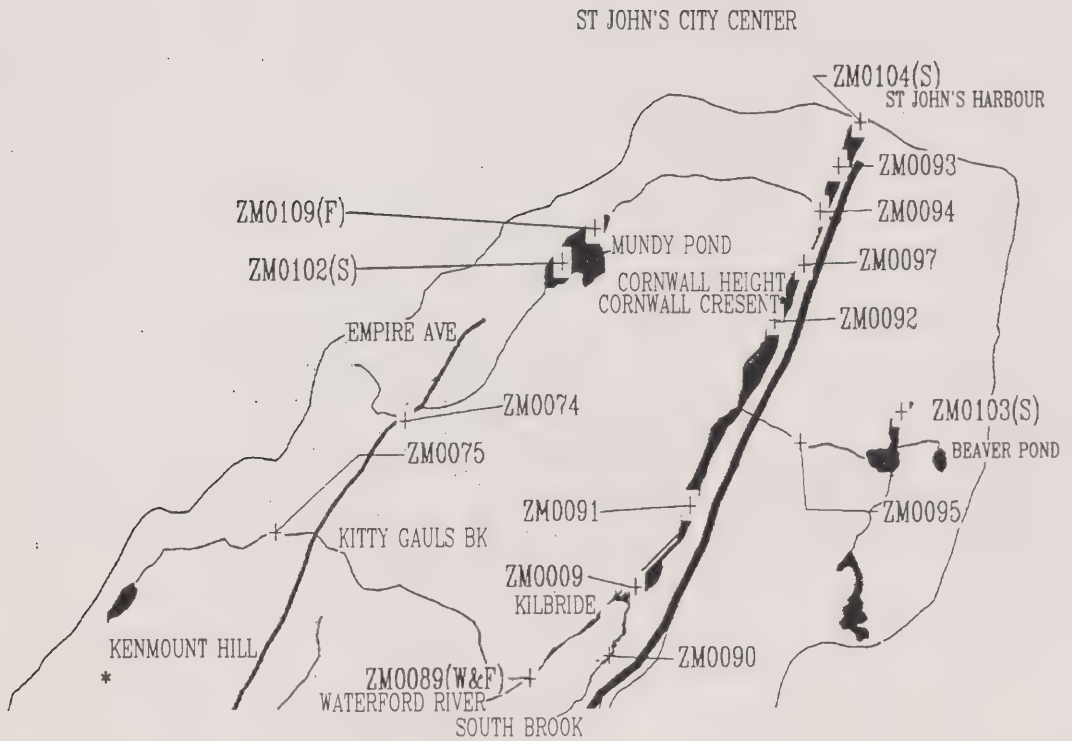 ST JOHN'S CITY CENTER
ZM0104(S)
ST JOHN'S HARBOUR
ZM0093
ZM0109(F)
ZM0094
MUNDY POND
ZM0102(S)
ZM0097
CORNWALL HEIGHT
CORNWALL CRESENT
EMPIRE AVE
ZM0092
ZM0074
ZM0103(S)
ZM0075
BEAVER POND
ZM0091
ZM0095
KITTY GAULS BK
ZM0009
KILBRIDE
KENMOUNT HILL
*
ZM0089(W&F)
ZM0090
WATERFORD RIVER
SOUTH BROOK